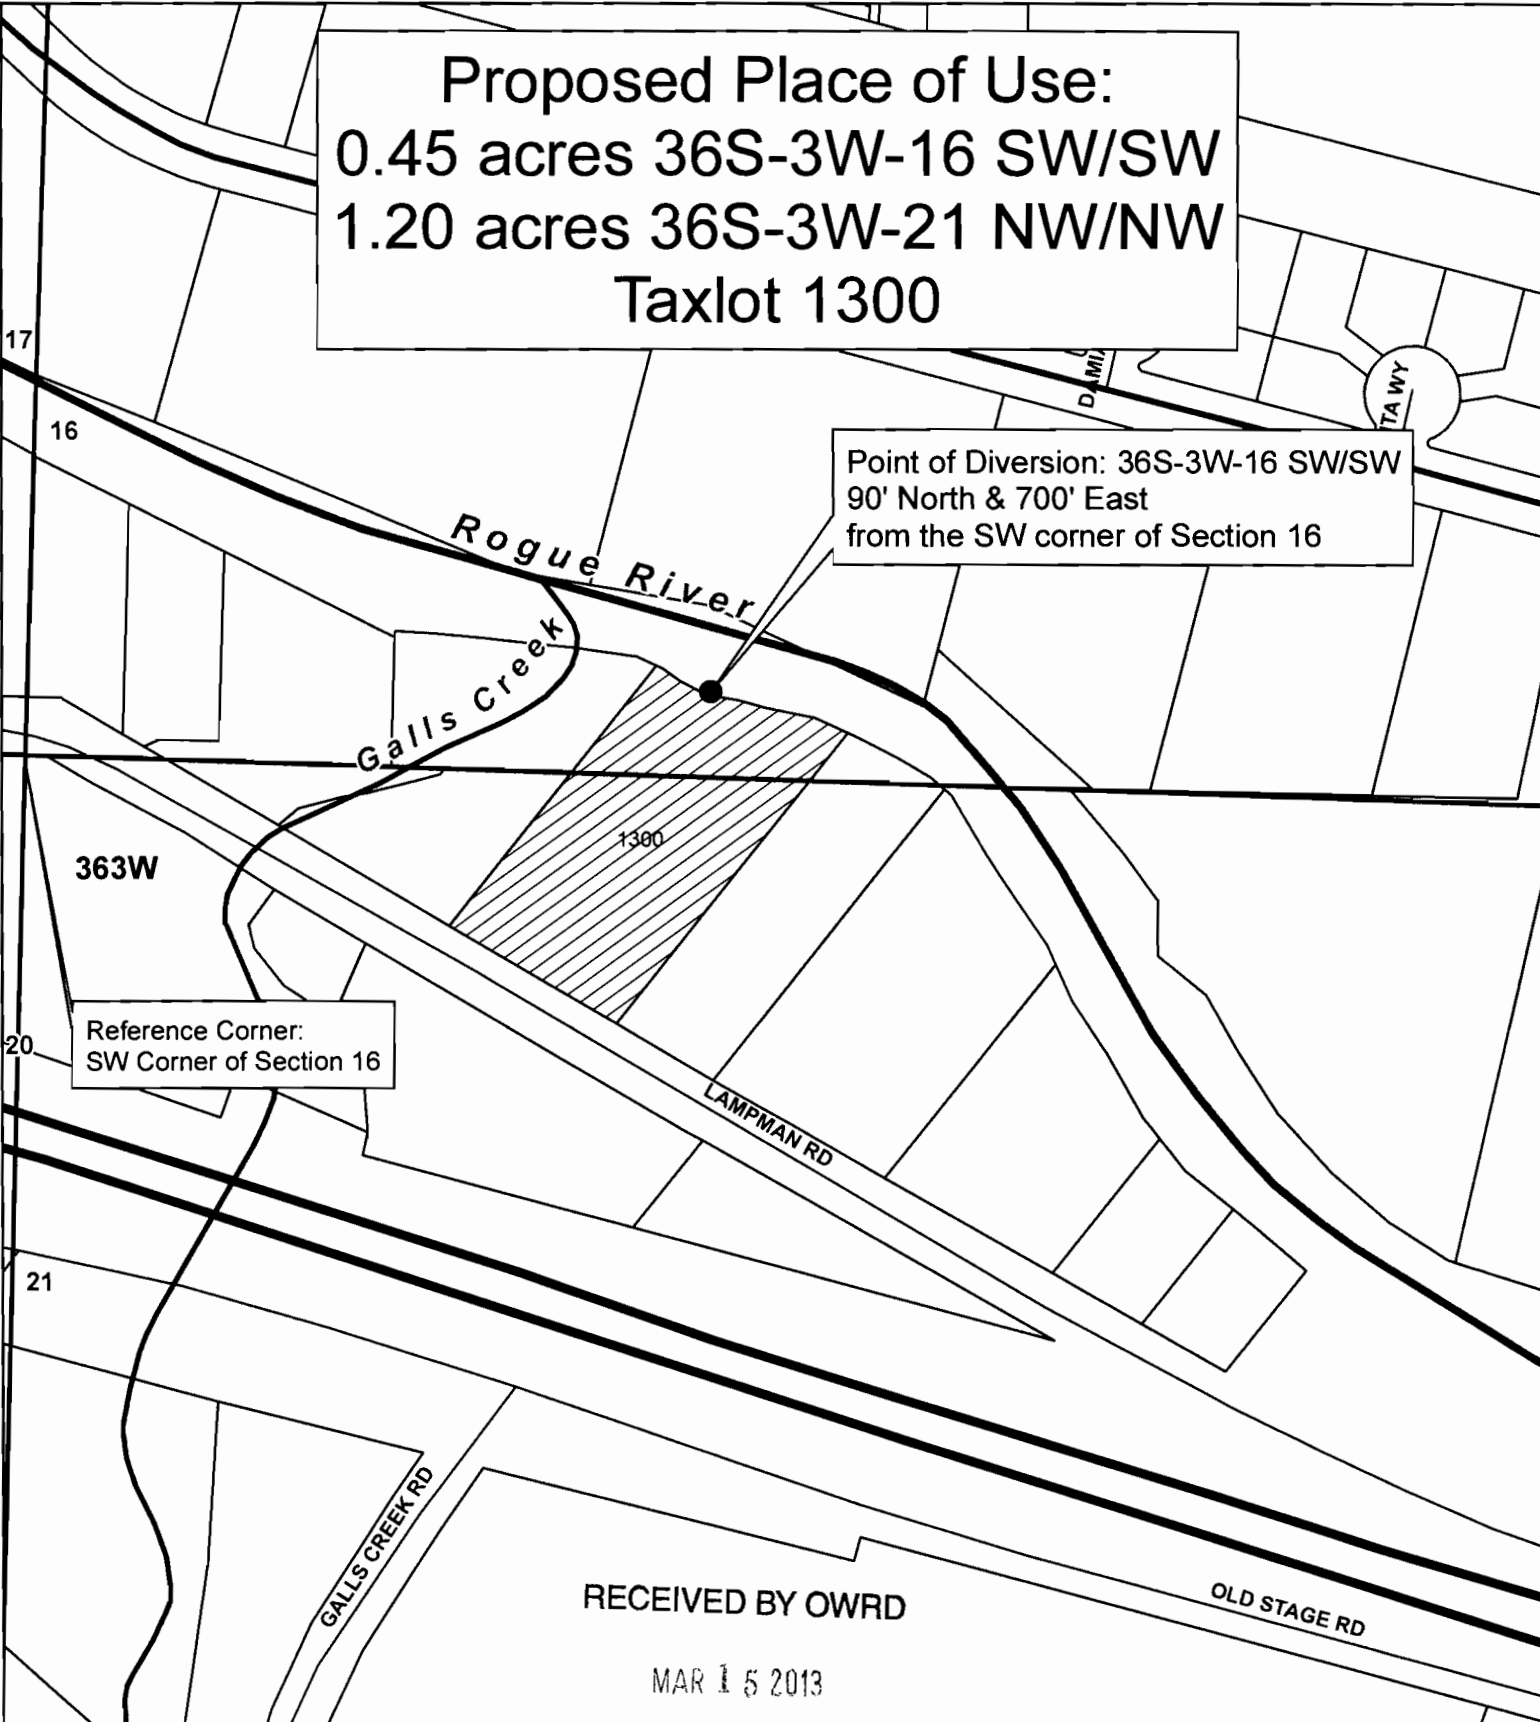 Proposed Place of Use:
0.45 acres 36S-3W-16 SW/SW
1.20 acres 36S-3W-21 NW/NW
Taxlot 1300
17
16
Point of Diversion: 36S-3W-16 SW/SW
90' North & 700' East
from the SW corner of Section 16
Rogue River
Galls Creek
1300
363W
Reference Corner:
SW Corner of Section 16
20
LAMPMAN RD
21
GALLS CREEK RD
OLD STAGE RD
RECEIVED BY OWRD
MAR 15 2013